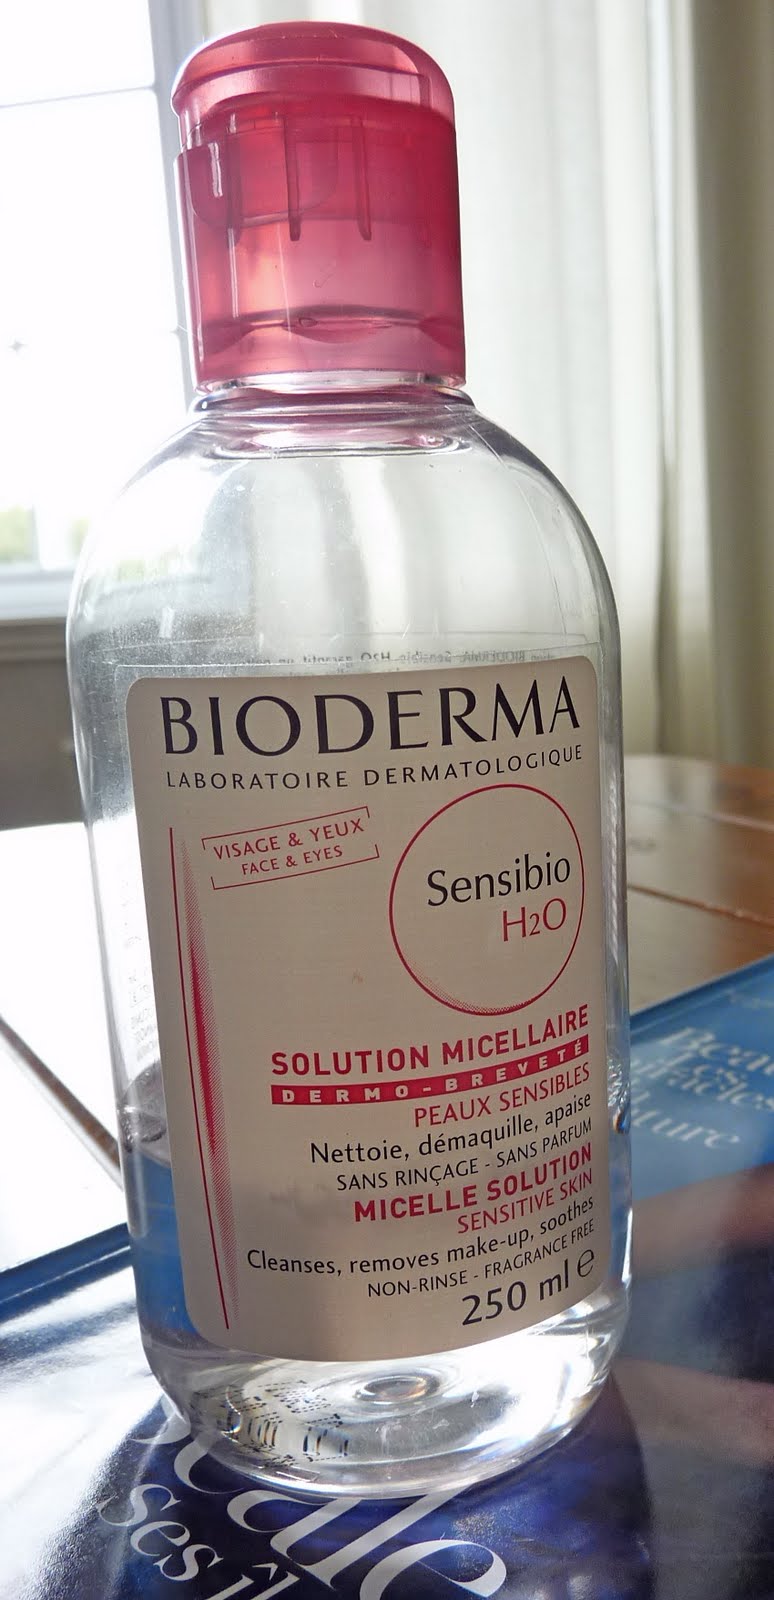 BIODERMA
LABORATOIRE DERMATOLOGIQUE
VISAGE & YEUX
FACE & EYES
Sensibio
H2O
SOLUTION MICELLAIRE
DERMO-BREVETÉ
PEAUX SENSIBLES
Nettoie, démaquille, apaise
SANS RINÇAGE - SANS PARFUM
MICELLE SOLUTION
SENSITIVE SKIN
Cleanses, removes make-up, soothes
NON-RINSE - FRAGRANCE FREE
250 ml e
ses